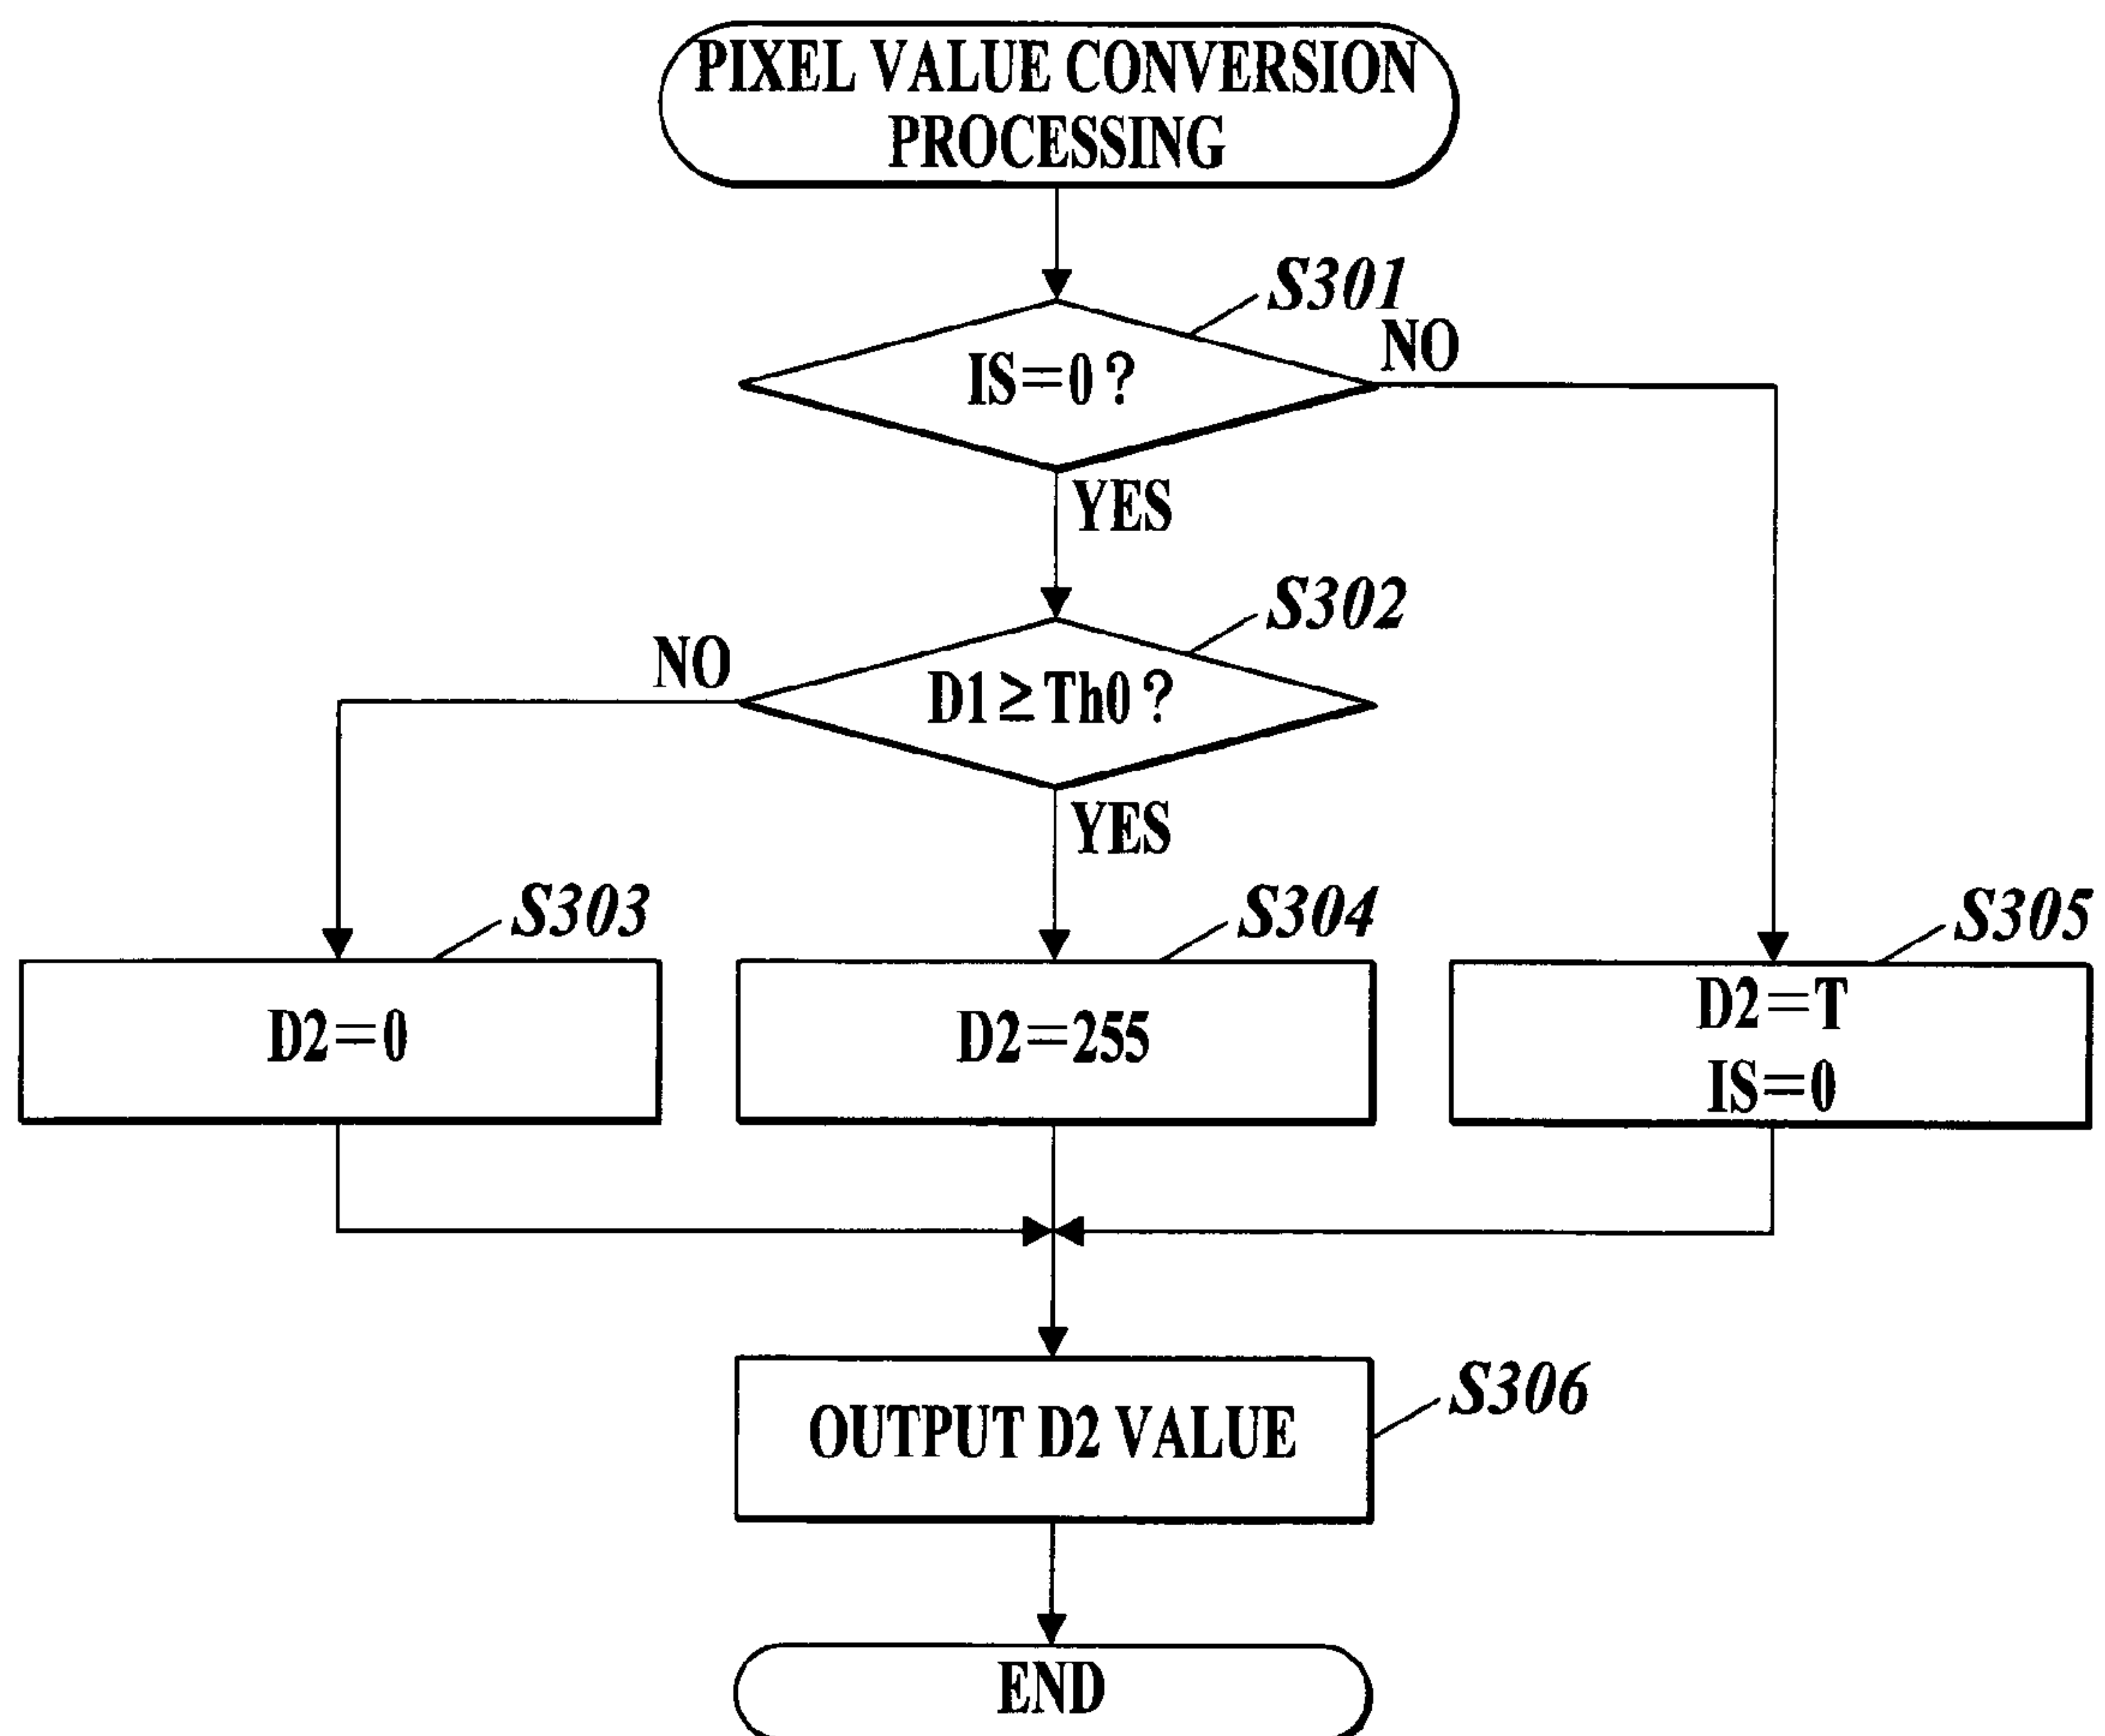 PIXEL VALUE CONVERSION
PROCESSING
S301
IS=0?
NO
YES
S302
NO
D1≧Th0?
YES
S303
S304
S305
D2=0
D2=255
D2=T
IS=0
S306
OUTPUT D2 VALUE
END